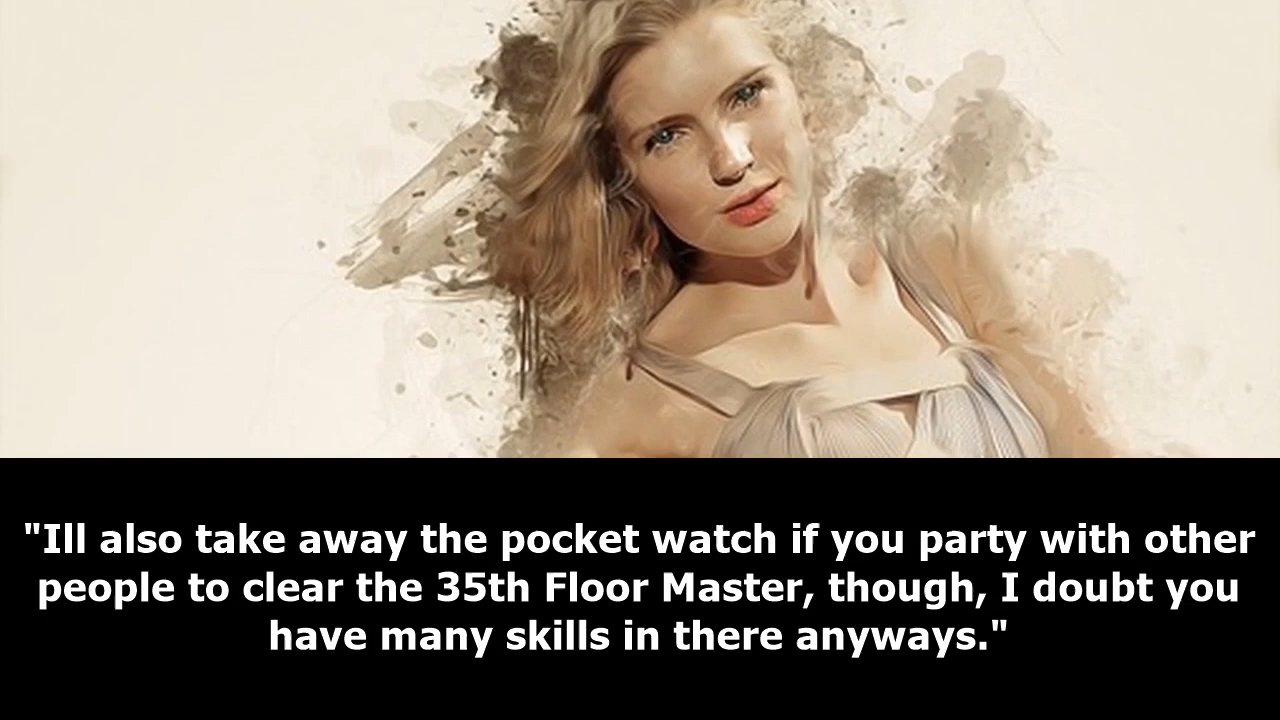 "Ill also take away the pocket watch if you party with other
people to clear the 35th Floor Master, though, I doubt you
have many skills in there anyways."